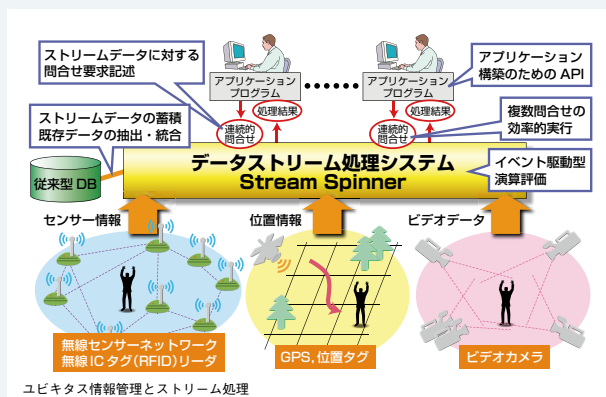 ストリームデータに対する
問合せ要求記述
アプリケーション
プログラム
アプリケーション
プログラム
アプリケーション
構築のための API
ストリームデータの蓄積
既存データの抽出・統合
処理結果
連続的
問合せ
処理結果
連続的
問合せ
複数問合せの
効率的実行
従来型 DB
データストリーム処理システム
Stream Spinner
イベント駆動型
演算評価
センサー情報
位置情報
ビデオデータ
無線センサーネットワーク
無線 IC タグ(RFID)リーダ
GPS, 位置タグ
ビデオカメラ
ユビキタス情報管理とストリーム処理